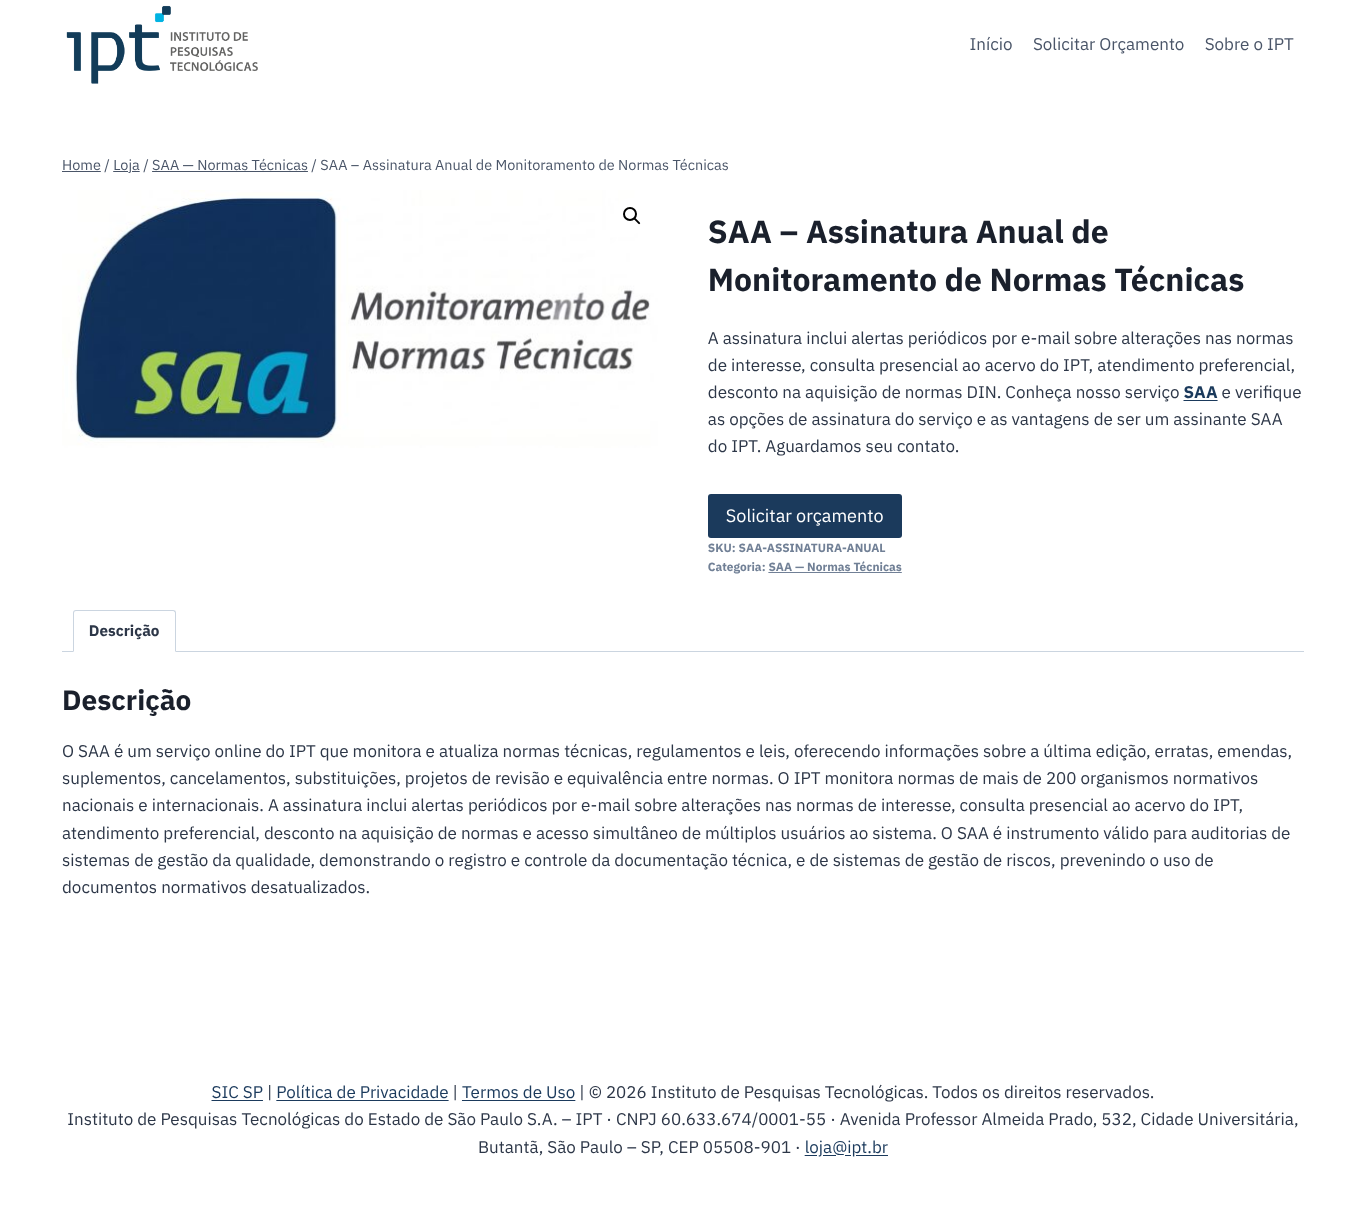 ipt
INSTITUTO DE
PESQUISAS
TECNOLÓGICAS
Início
Solicitar Orçamento
Sobre o IPT
Home / Loja / SAA — Normas Técnicas / SAA – Assinatura Anual de Monitoramento de Normas Técnicas
saa
Monitoramento de
Normas Técnicas
SAA – Assinatura Anual de
Monitoramento de Normas Técnicas
A assinatura inclui alertas periódicos por e-mail sobre alterações nas normas
de interesse, consulta presencial ao acervo do IPT, atendimento preferencial,
desconto na aquisição de normas DIN. Conheça nosso serviço SAA e verifique
as opções de assinatura do serviço e as vantagens de ser um assinante SAA
do IPT. Aguardamos seu contato.
Solicitar orçamento
SKU: SAA-ASSINATURA-ANUAL
Categoria: SAA — Normas Técnicas
Descrição
Descrição
O SAA é um serviço online do IPT que monitora e atualiza normas técnicas, regulamentos e leis, oferecendo informações sobre a última edição, erratas, emendas,
suplementos, cancelamentos, substituições, projetos de revisão e equivalência entre normas. O IPT monitora normas de mais de 200 organismos normativos
nacionais e internacionais. A assinatura inclui alertas periódicos por e-mail sobre alterações nas normas de interesse, consulta presencial ao acervo do IPT,
atendimento preferencial, desconto na aquisição de normas e acesso simultâneo de múltiplos usuários ao sistema. O SAA é instrumento válido para auditorias de
sistemas de gestão da qualidade, demonstrando o registro e controle da documentação técnica, e de sistemas de gestão de riscos, prevenindo o uso de
documentos normativos desatualizados.
SIC SP | Política de Privacidade | Termos de Uso | © 2026 Instituto de Pesquisas Tecnológicas. Todos os direitos reservados.
Instituto de Pesquisas Tecnológicas do Estado de São Paulo S.A. – IPT · CNPJ 60.633.674/0001-55 · Avenida Professor Almeida Prado, 532, Cidade Universitária,
Butantã, São Paulo – SP, CEP 05508-901 · loja@ipt.br